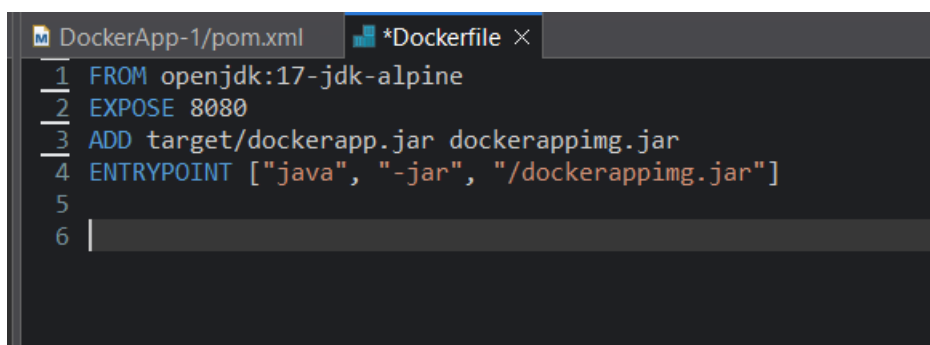 DockerApp-1/pom.xml *Dockerfile ×
1 FROM openjdk:17-jdk-alpine
2 EXPOSE 8080
3 ADD target/dockerapp.jar dockerappimg.jar
4 ENTRYPOINT ["java", "-jar", "/dockerappimg.jar"]
5
6